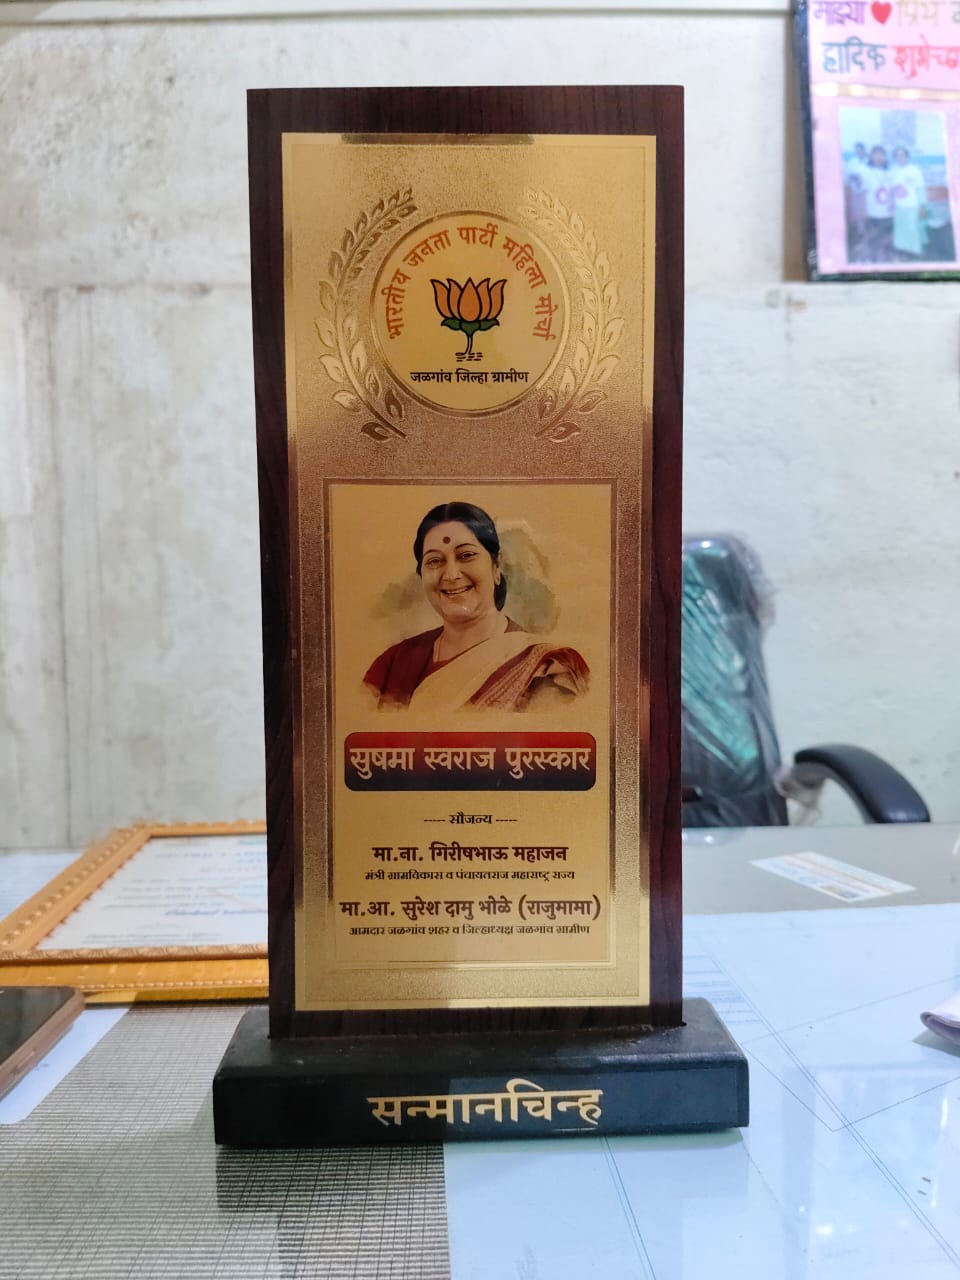 माझ्या ❤ प्रिय
हार्दिक शुभेच्छा
भारतीय जनता पार्टी महिला मोर्चा
जळगांव जिल्हा ग्रामीण
सुषमा स्वराज पुरस्कार
----- सौजन्य -----
मा.ना. गिरीषभाऊ महाजन
मंत्री ग्रामविकास व पंचायतराज महाराष्ट्र राज्य
मा.आ. सुरेश दामु भोळे (राजुमामा)
आमदार जळगांव शहर व जिल्हाध्यक्ष जळगांव ग्रामीण
सन्मानचिन्ह